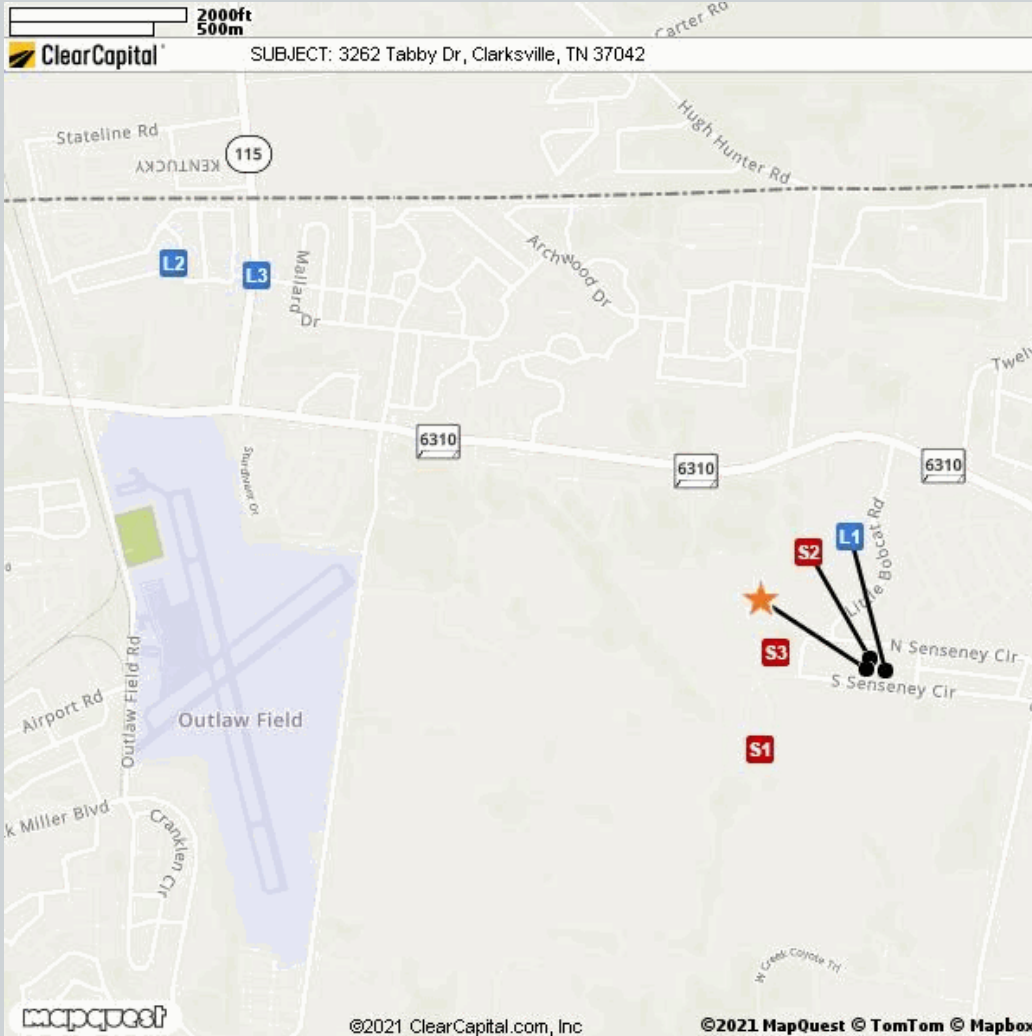 2000ft
500m
Carter Rd
ClearCapital
SUBJECT: 3262 Tabby Dr, Clarksville, TN 37042
Stateline Rd
KENTUCKY
115
Hugh Hunter Rd
L2
L3
Mallard Dr
Archwood Dr
6310
6310
6310
Sturdivant Dr
S2
L1
Little Bobcat Rd
S3
N Senseney Cir
S Senseney Cir
Outlaw Field Rd
Airport Rd
Outlaw Field
S1
k Miller Blvd
Cranklen Cir
W Creek Coyote Trl
mapquest
©2021 ClearCapital.com, Inc
©2021 MapQuest © TomTom © Mapbox